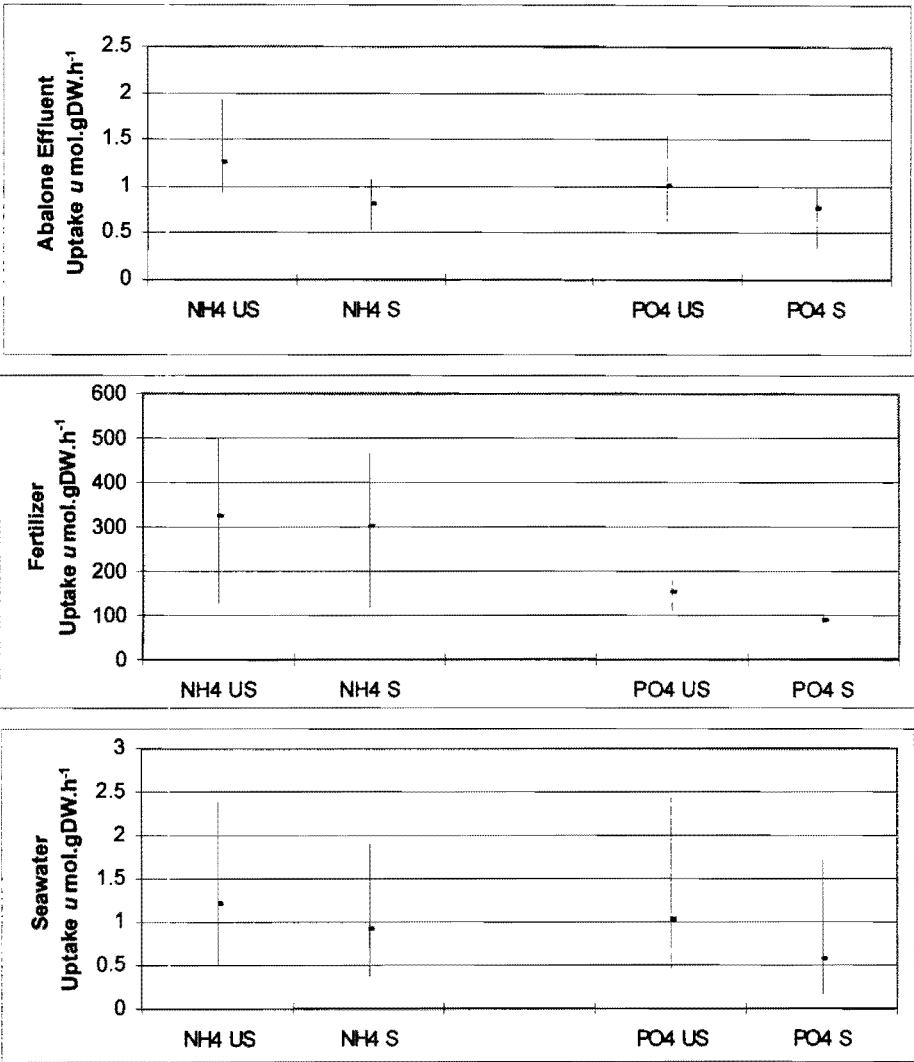 Abalone Effluent
Uptake u mol.gDW.h-1
2.5
2
1.5
1
0.5
0
NH4 US NH4 S PO4 US PO4 S
Fertilizer
Uptake u mol.gDW.h-1
600
500
400
300
200
100
0
NH4 US NH4 S PO4 US PO4 S
Seawater
Uptake u mol.gDW.h-1
3
2.5
2
1.5
1
0.5
0
NH4 US NH4 S PO4 US PO4 S